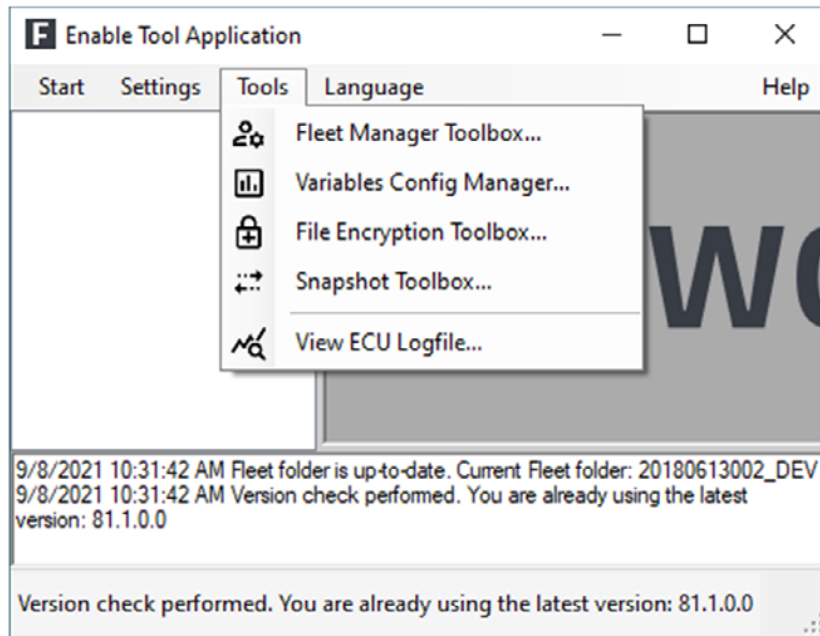 F Enable Tool Application
Start Settings Tools Language Help
Fleet Manager Toolbox...
Variables Config Manager...
File Encryption Toolbox...
Snapshot Toolbox...
View ECU Logfile...
9/8/2021 10:31:42 AM Fleet folder is up-to-date. Current Fleet folder: 20180613002_DEV
9/8/2021 10:31:42 AM Version check performed. You are already using the latest
version: 81.1.0.0
Version check performed. You are already using the latest version: 81.1.0.0